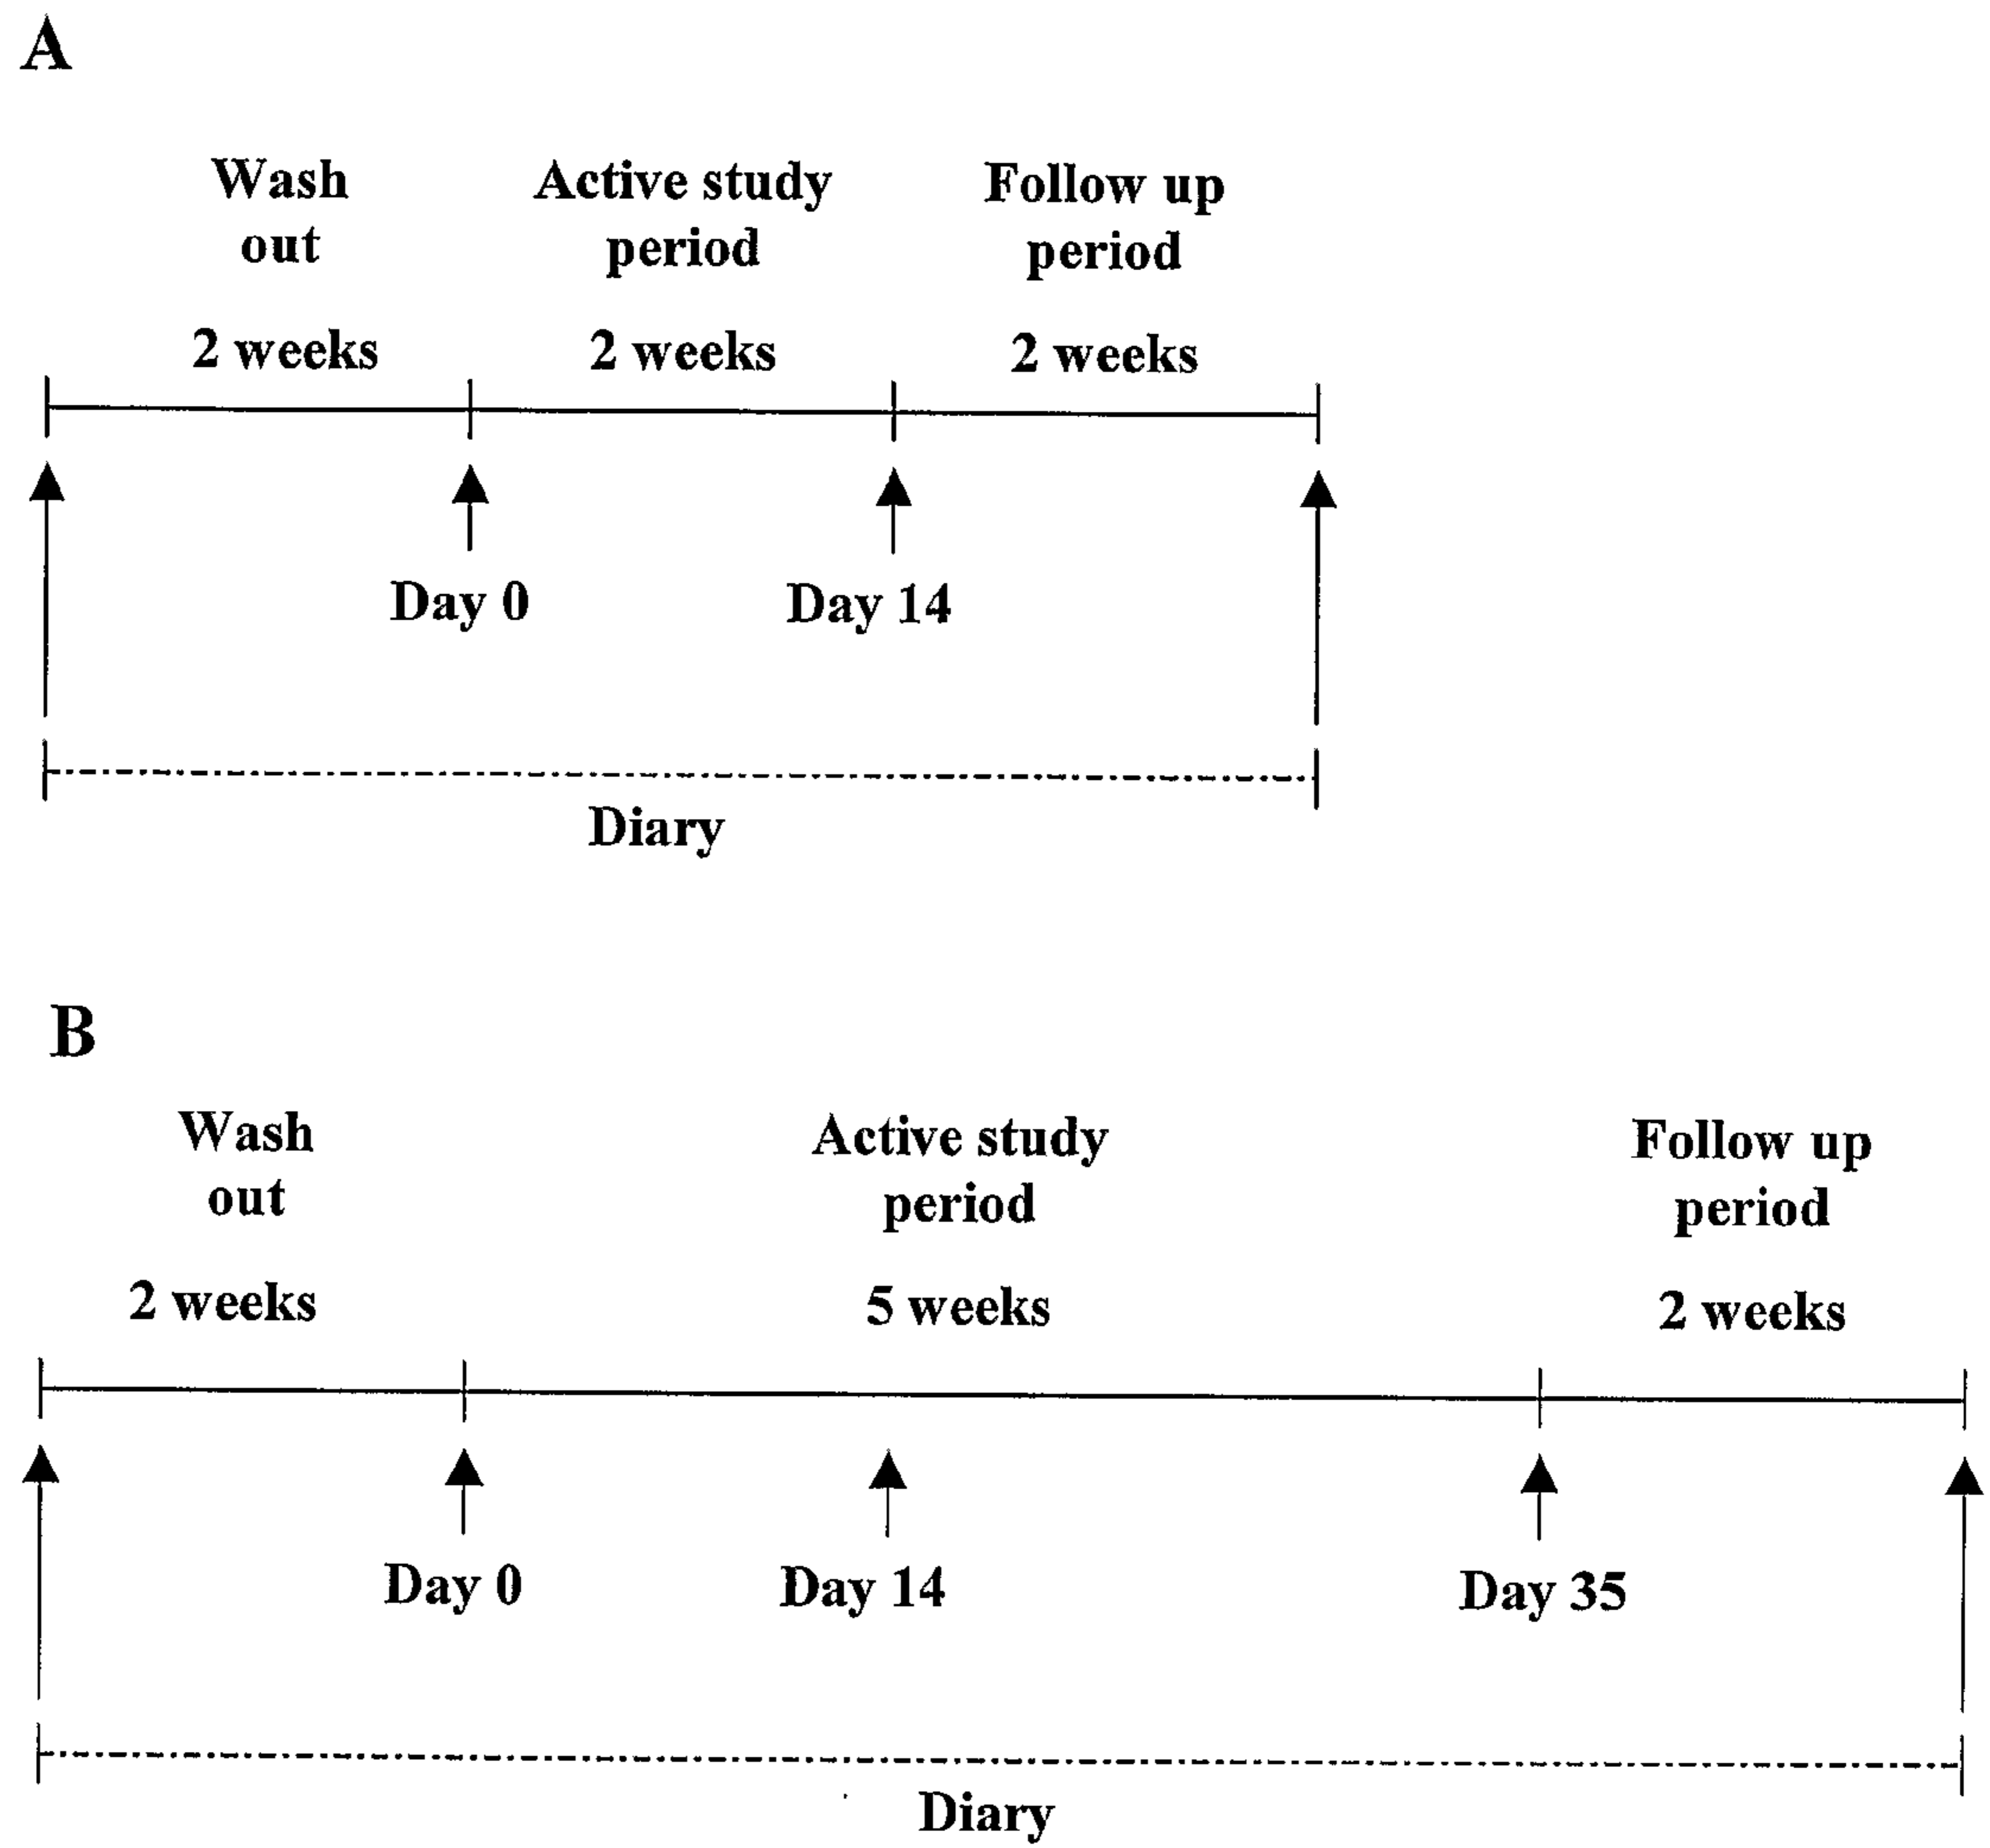 A
Wash
out
2 weeks
Active study
period
2 weeks
Follow up
period
2 weeks
Day 0
Day 14
Diary
B
Wash
out
2 weeks
Active study
period
5 weeks
Follow up
period
2 weeks
Day 0
Day 14
Day 35
Diary